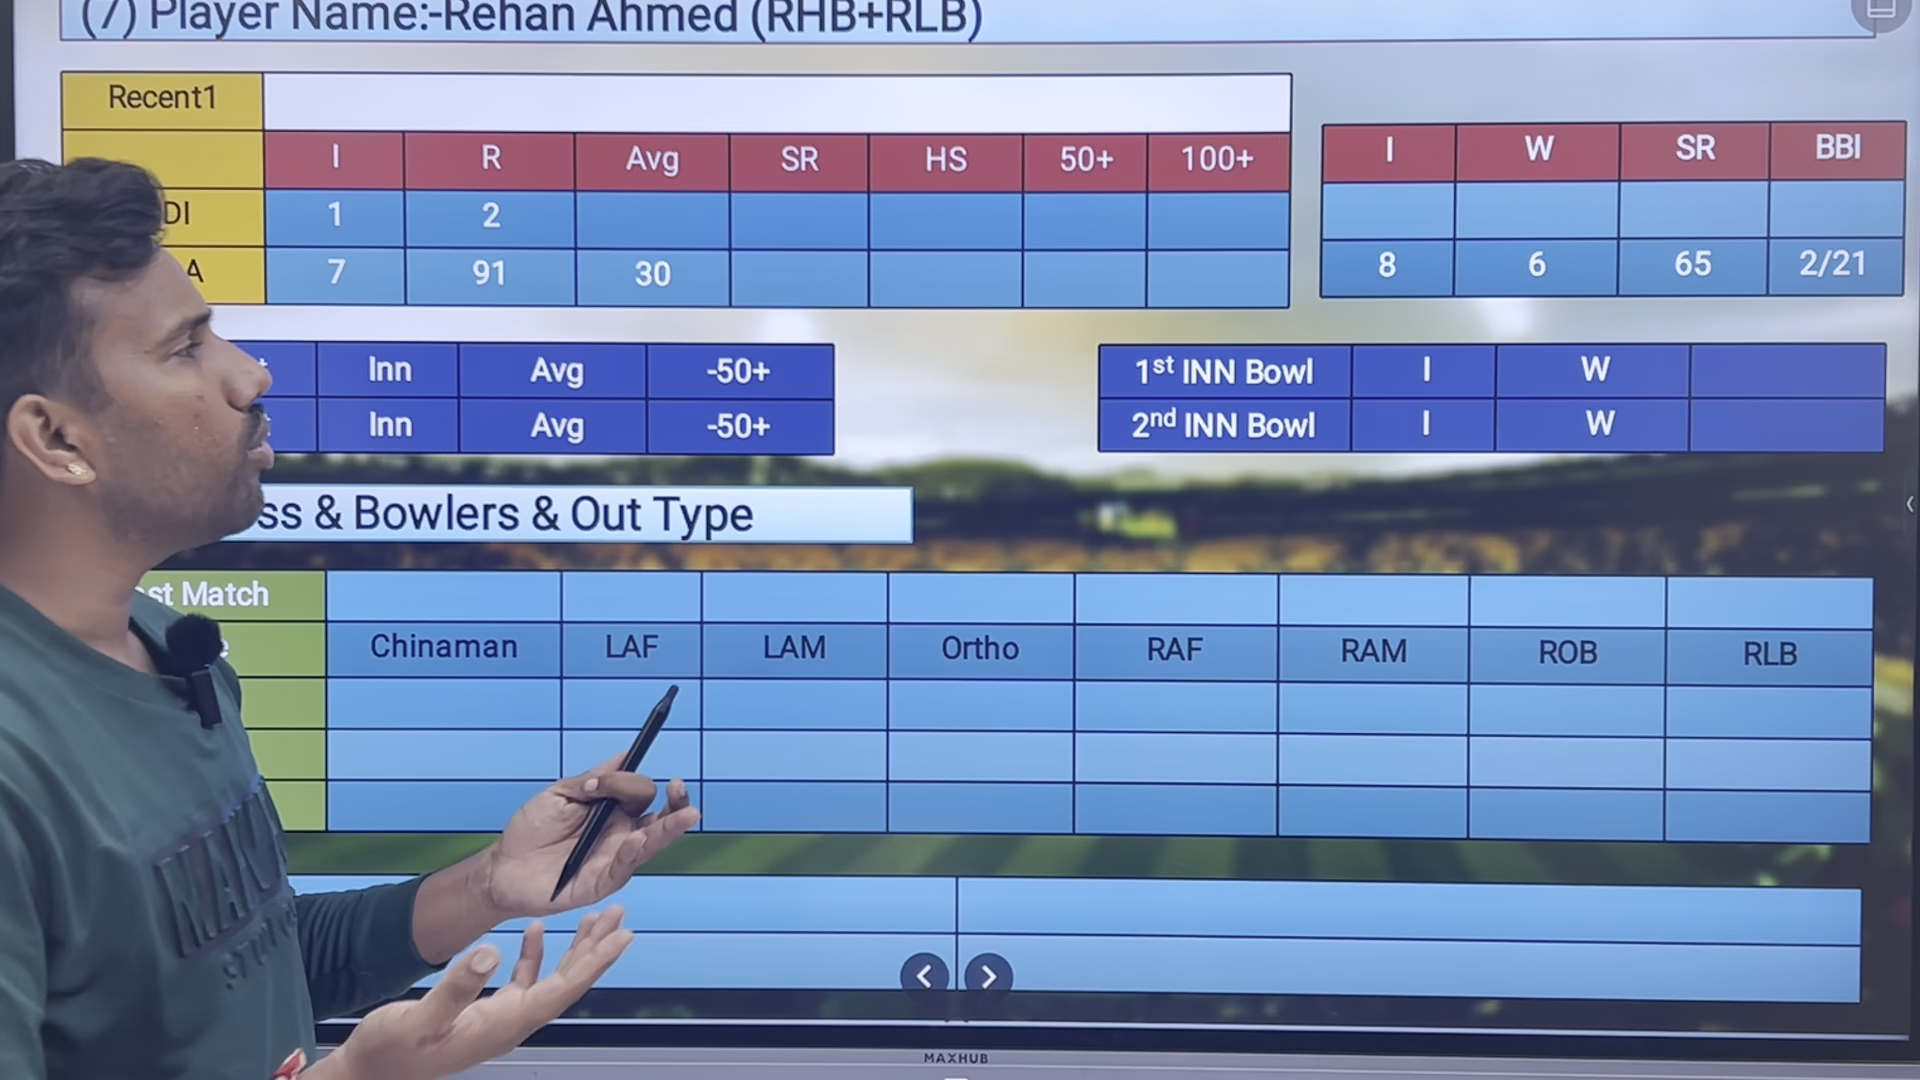 (7) Player Name:-Rehan Ahmed (RHB+RLB)
Recent1
I R Avg SR HS 50+ 100+
DI 1 2
A 7 91 30
I W SR BBI
8 6 65 2/21
Inn Avg -50+
Inn Avg -50+
1st INN Bowl I W
2nd INN Bowl I W
ss & Bowlers & Out Type
st Match
Chinaman LAF LAM Ortho RAF RAM ROB RLB
MAXHUB